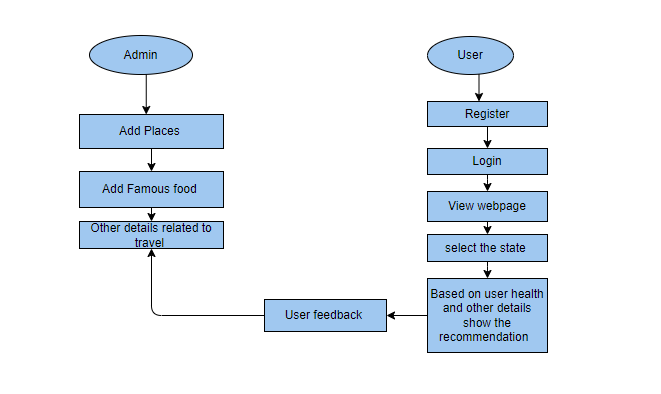 Admin
User
Add Places
Register
Add Famous food
Login
Other details related to
travel
View webpage
select the state
Based on user health
and other details
show the
recommendation
User feedback